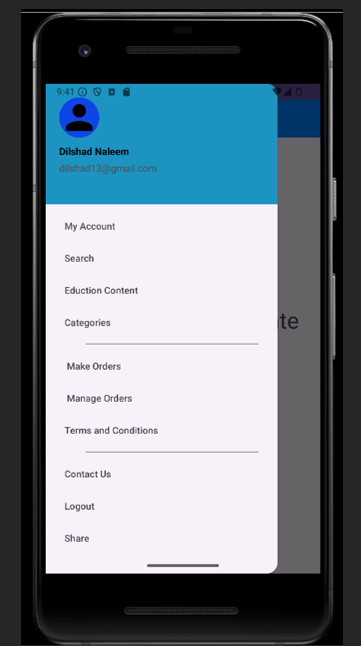 9:41
Dilshad Naleem
dilshad13@gmail.com
My Account
Search
Eduction Content
Categories
ate
Make Orders
Manage Orders
Terms and Conditions
Contact Us
Logout
Share